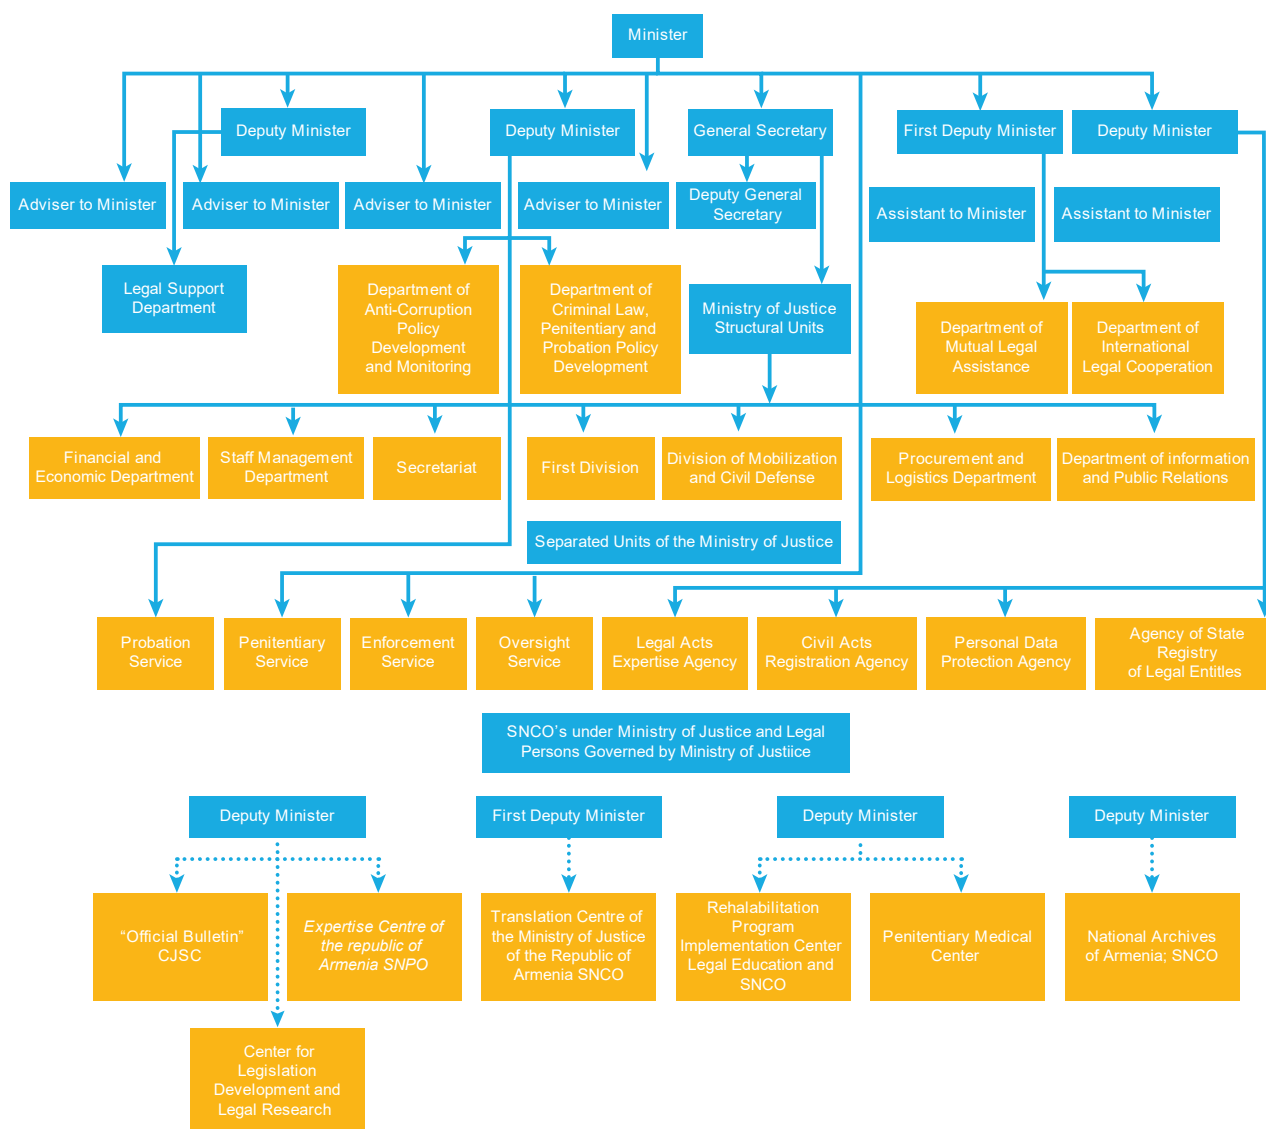 Minister
Deputy Minister
Deputy Minister
General Secretary
First Deputy Minister
Deputy Minister
Adviser to Minister
Adviser to Minister
Adviser to Minister
Adviser to Minister
Deputy General
Secretary
Assistant to Minister
Assistant to Minister
Legal Support
Department
Department of
Anti-Corruption
Policy
Development
and Monitoring
Department of
Criminal Law,
Penitentiary and
Probation Policy
Development
Ministry of Justice
Structural Units
Department of
Mutual Legal
Assistance
Department of
International
Legal Cooperation
Financial and
Economic Department
Staff Management
Department
Secretariat
First Division
Division of Mobilization
and Civil Defense
Procurement and
Logistics Department
Department of information
and Public Relations
Separated Units of the Ministry of Justice
Probation
Service
Penitentiary
Service
Enforcement
Service
Oversight
Service
Legal Acts
Expertise Agency
Civil Acts
Registration Agency
Personal Data
Protection Agency
Agency of State
Registry
of Legal Entitles
SNCO’s under Ministry of Justice and Legal
Persons Governed by Ministry of Justiice
Deputy Minister
First Deputy Minister
Deputy Minister
Deputy Minister
“Official Bulletin”
CJSC
Expertise Centre of
the republic of
Armenia SNPO
Translation Centre of
the Ministry of Justice
of the Republic of
Armenia SNCO
Rehalabilitation
Program
Implementation Center
Legal Education and
SNCO
Penitentiary Medical
Center
National Archives
of Armenia; SNCO
Center for
Legislation
Development and
Legal Research